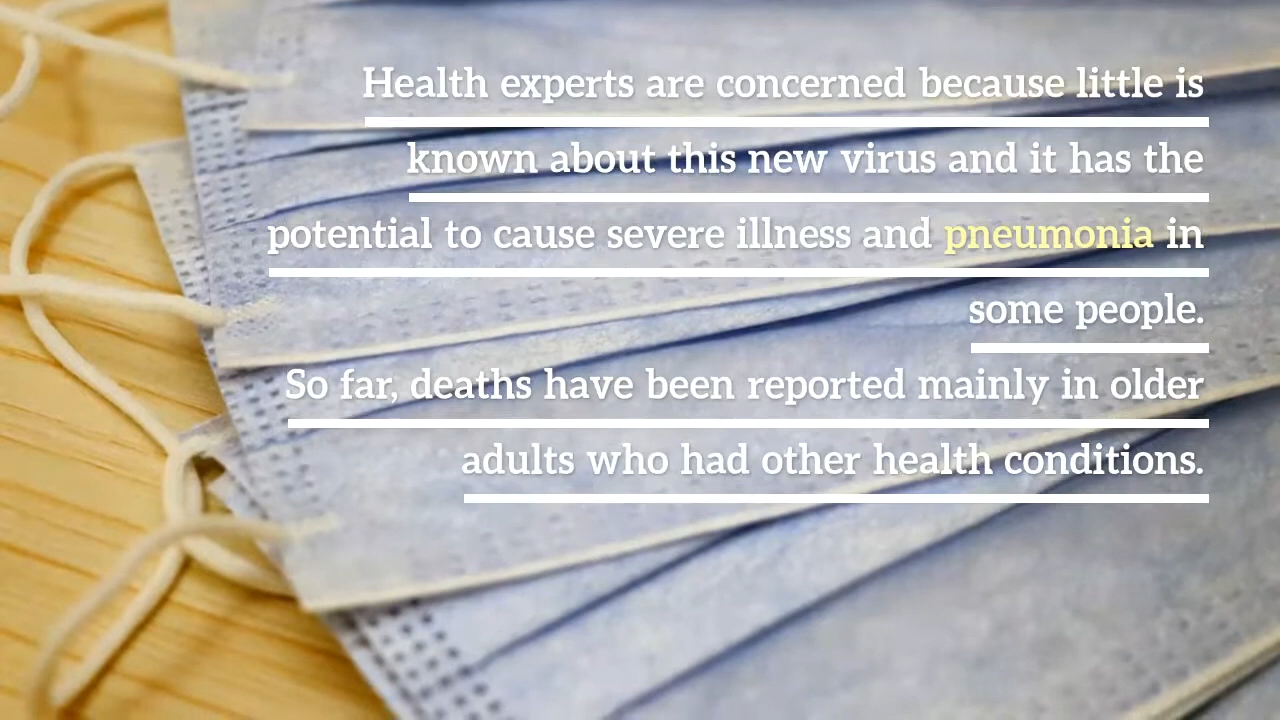 Health experts are concerned because little is
known about this new virus and it has the
potential to cause severe illness and pneumonia in
some people.
So far, deaths have been reported mainly in older
adults who had other health conditions.